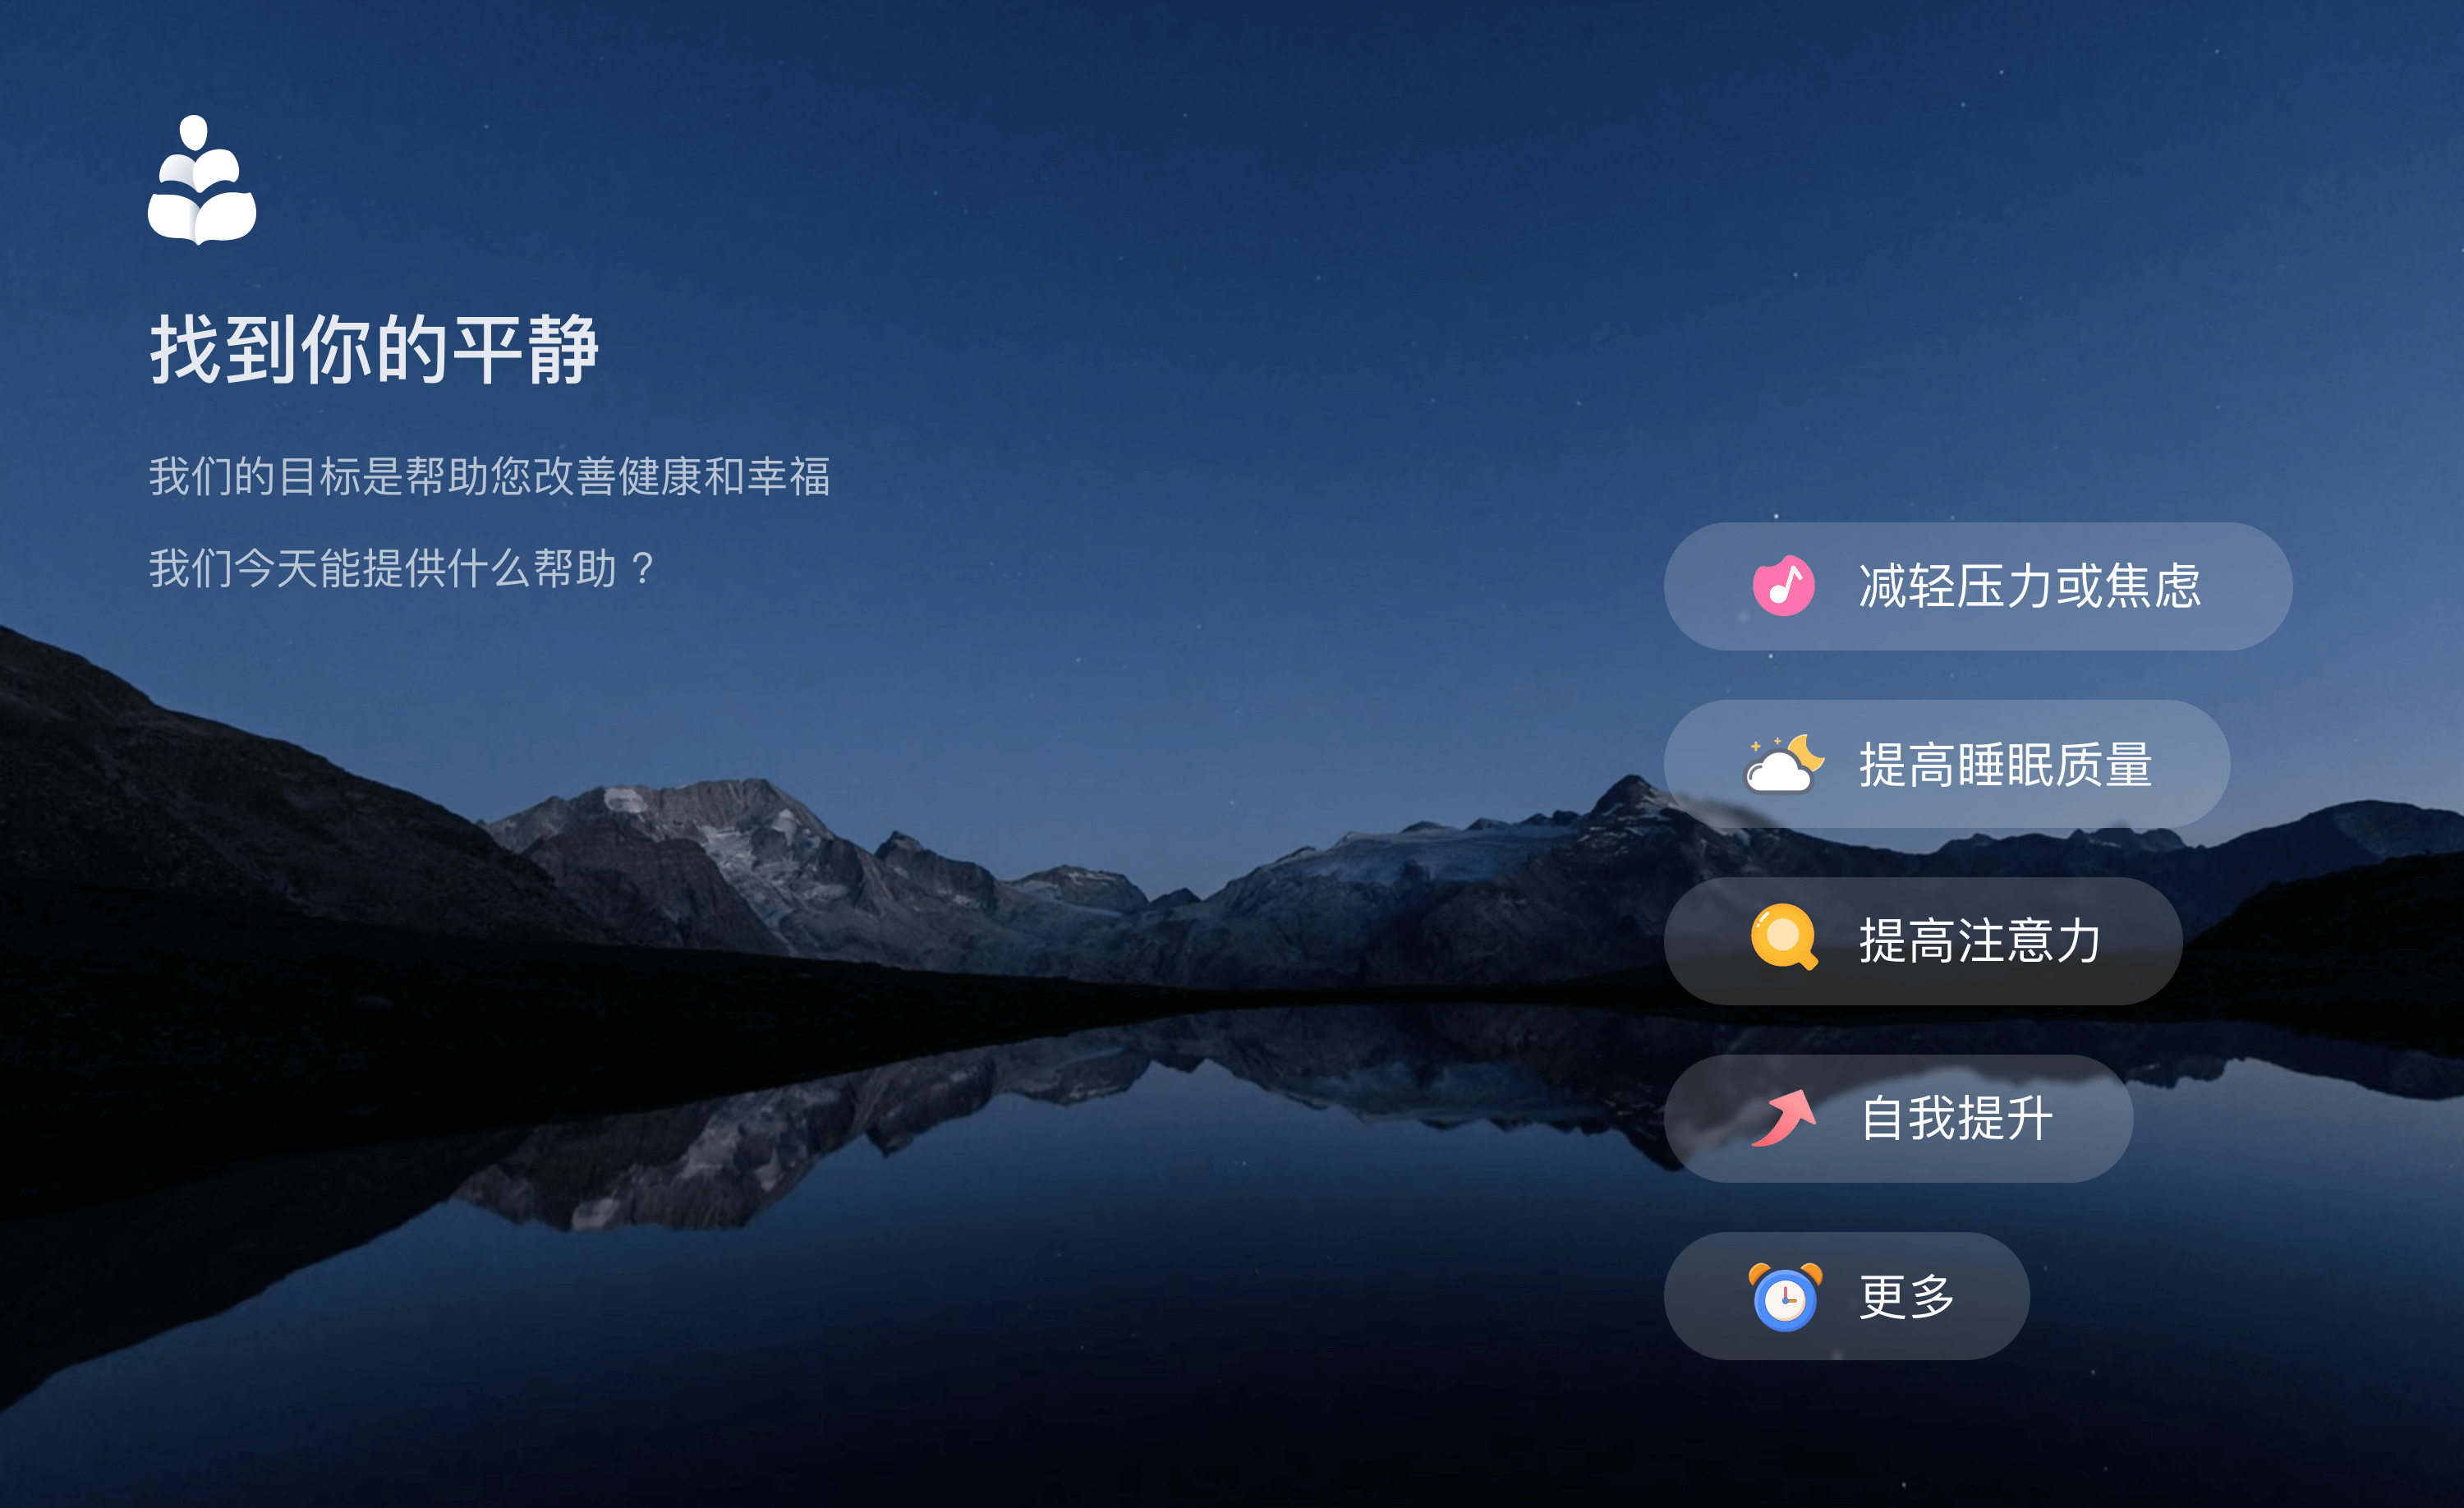 找到你的平静
我们的目标是帮助您改善健康和幸福
我们今天能提供什么帮助？
减轻压力或焦虑
提高睡眠质量
提高注意力
自我提升
更多